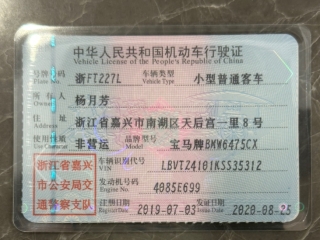 中华人民共和国机动车行驶证
Vehicle License of the People's Republic of China
号牌号码 浙FT227L 车辆类型 小型普通客车
Plate No. Vehicle Type
所有人 杨月芳
Owner
住址 浙江省嘉兴市南湖区天后宫一里8号
Address
使用性质 非营运 品牌型号 宝马牌BMW6475CX
Use Character Model
浙江省嘉兴
市公安局交
通警察支队
车辆识别代号 LBVTZ4101KSS35312
VIN
发动机号码 4085E699
Engine No.
注册日期 2019-07-03 发证日期 2020-08-25
Register Date Issue Date